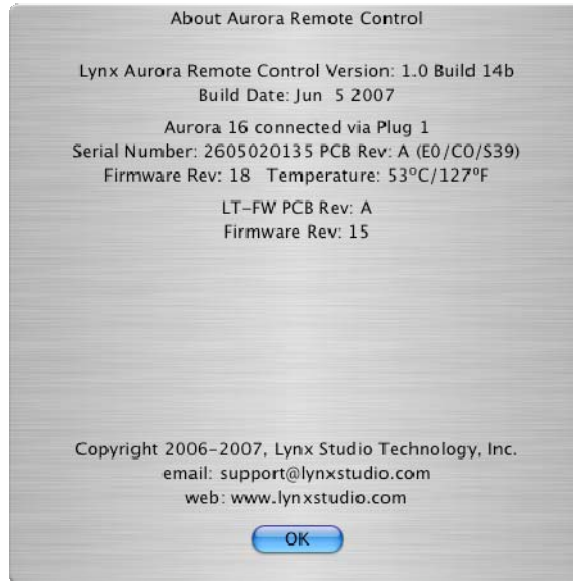 About Aurora Remote Control
Lynx Aurora Remote Control Version: 1.0 Build 14b
Build Date: Jun 5 2007
Aurora 16 connected via Plug 1
Serial Number: 2605020135 PCB Rev: A (E0/C0/S39)
Firmware Rev: 18 Temperature: 53ºC/127ºF
LT-FW PCB Rev: A
Firmware Rev: 15
Copyright 2006-2007, Lynx Studio Technology, Inc.
email: support@lynxstudio.com
web: www.lynxstudio.com
OK